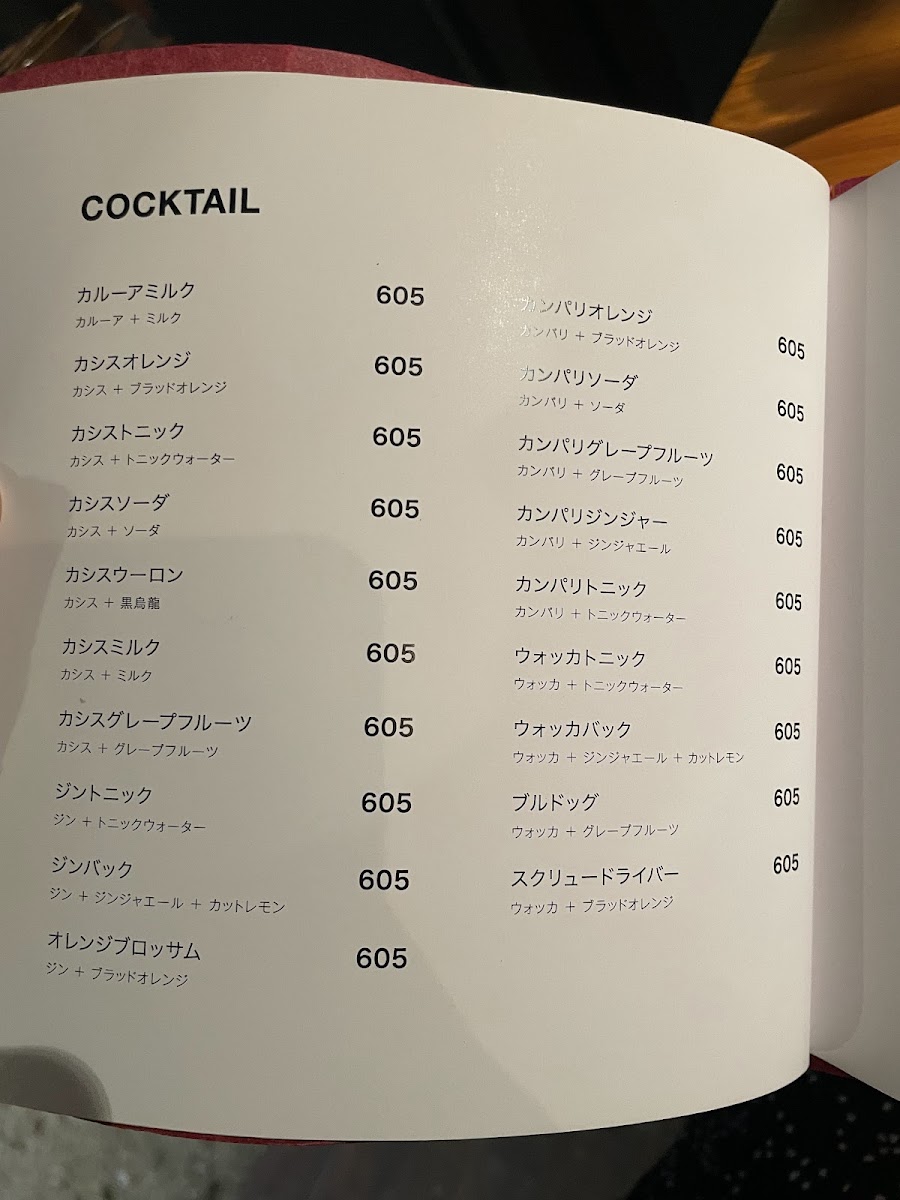 COCKTAIL
カルーアミルク 605
カルーア + ミルク
カシスオレンジ 605
カシス + ブラッドオレンジ
カシストニック 605
カシス + トニックウォーター
カシスソーダ 605
カシス + ソーダ
カシスウーロン 605
カシス + 黒烏龍
カシスミルク 605
カシス + ミルク
カシスグレープフルーツ 605
カシス + グレープフルーツ
ジントニック 605
ジン + トニックウォーター
ジンバック 605
ジン + ジンジャエール + カットレモン
オレンジブロッサム 605
ジン + ブラッドオレンジ
カンパリオレンジ 605
カンパリ + ブラッドオレンジ
カンパリソーダ 605
カンパリ + ソーダ
カンパリグレープフルーツ 605
カンパリ + グレープフルーツ
カンパリジンジャー 605
カンパリ + ジンジャエール
カンパリトニック 605
カンパリ + トニックウォーター
ウォッカトニック 605
ウォッカ + トニックウォーター
ウォッカバック 605
ウォッカ + ジンジャエール + カットレモン
ブルドッグ 605
ウォッカ + グレープフルーツ
スクリュードライバー 605
ウォッカ + ブラッドオレンジ